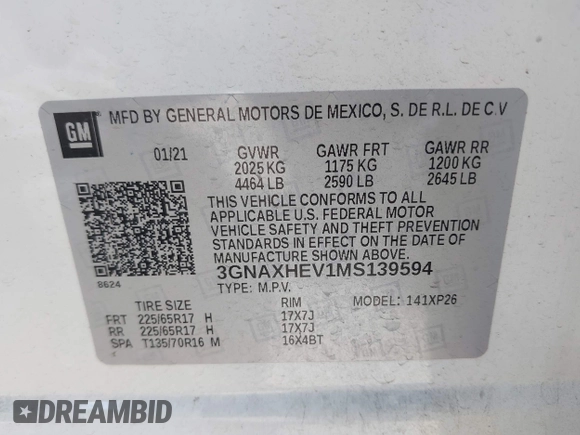 GM
MFD BY GENERAL MOTORS DE MEXICO, S. DE R.L. DE C.V
01/21 GVWR GAWR FRT GAWR RR
2025 KG 1175 KG 1200 KG
4464 LB 2590 LB 2645 LB
THIS VEHICLE CONFORMS TO ALL
APPLICABLE U.S. FEDERAL MOTOR
VEHICLE SAFETY AND THEFT PREVENTION
STANDARDS IN EFFECT ON THE DATE OF
MANUFACTURE SHOWN ABOVE.
3GNAXHEV1MS139594
8624
TYPE: M.P.V.
TIRE SIZE RIM MODEL: 141XP26
FRT 225/65R17 H 17X7J
RR 225/65R17 H 17X7J
SPA T135/70R16 M 16X4BT
DREAMBID